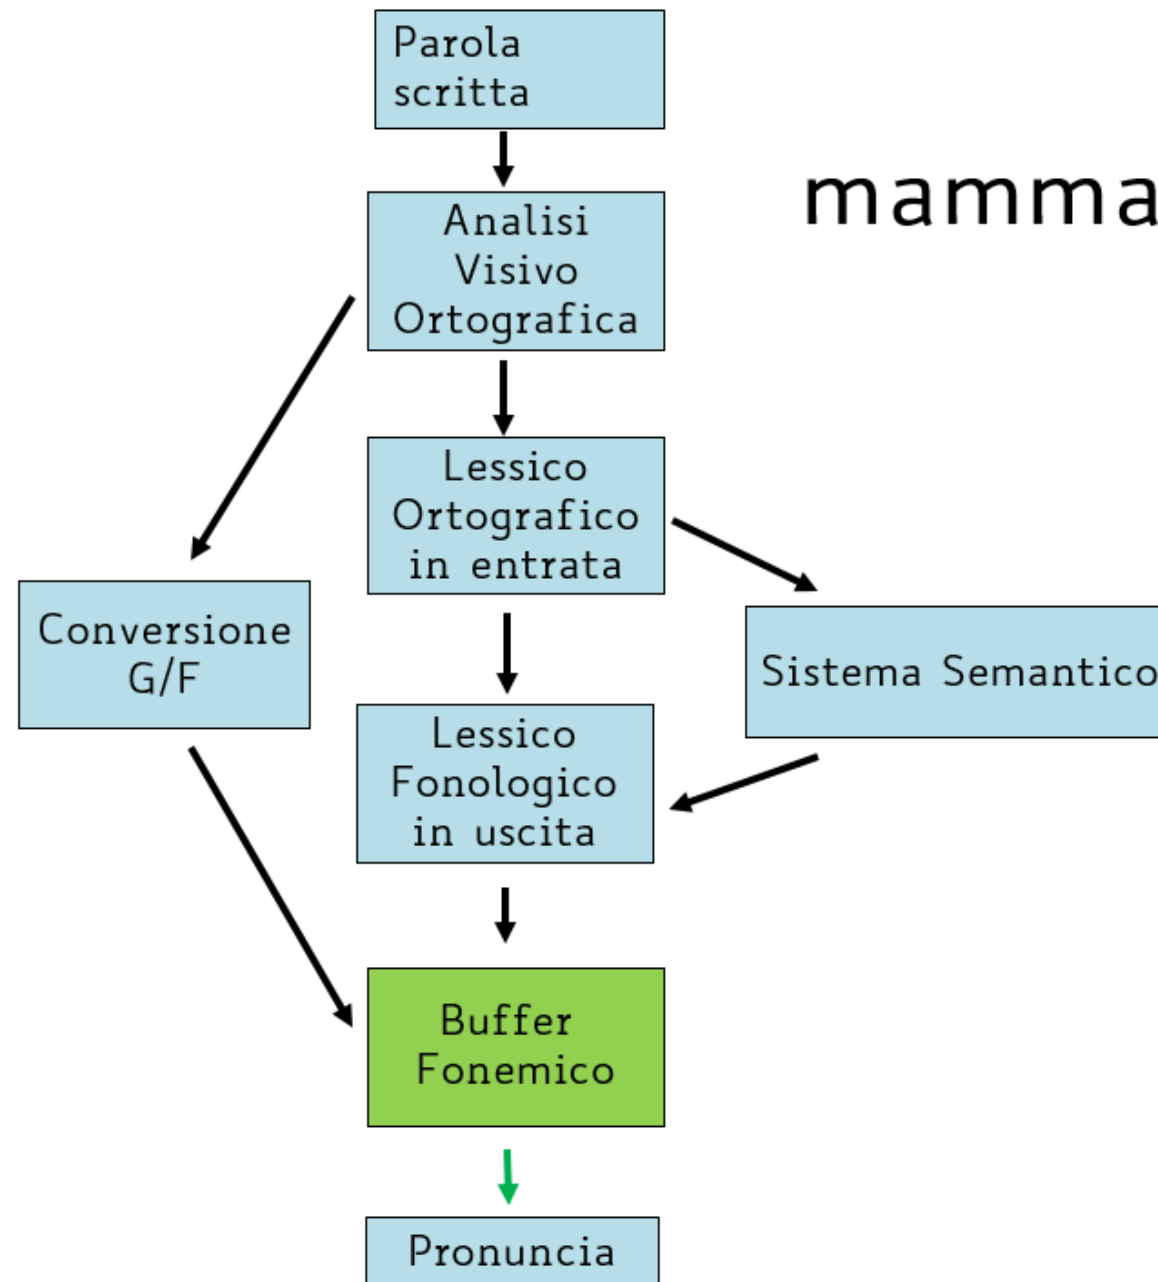 Parola
scritta
mamma
Analisi
Visivo
Ortografica
Lessico
Ortografico
in entrata
Conversione
G/F
Sistema Semantico
Lessico
Fonologico
in uscita
Buffer
Fonemico
Pronuncia